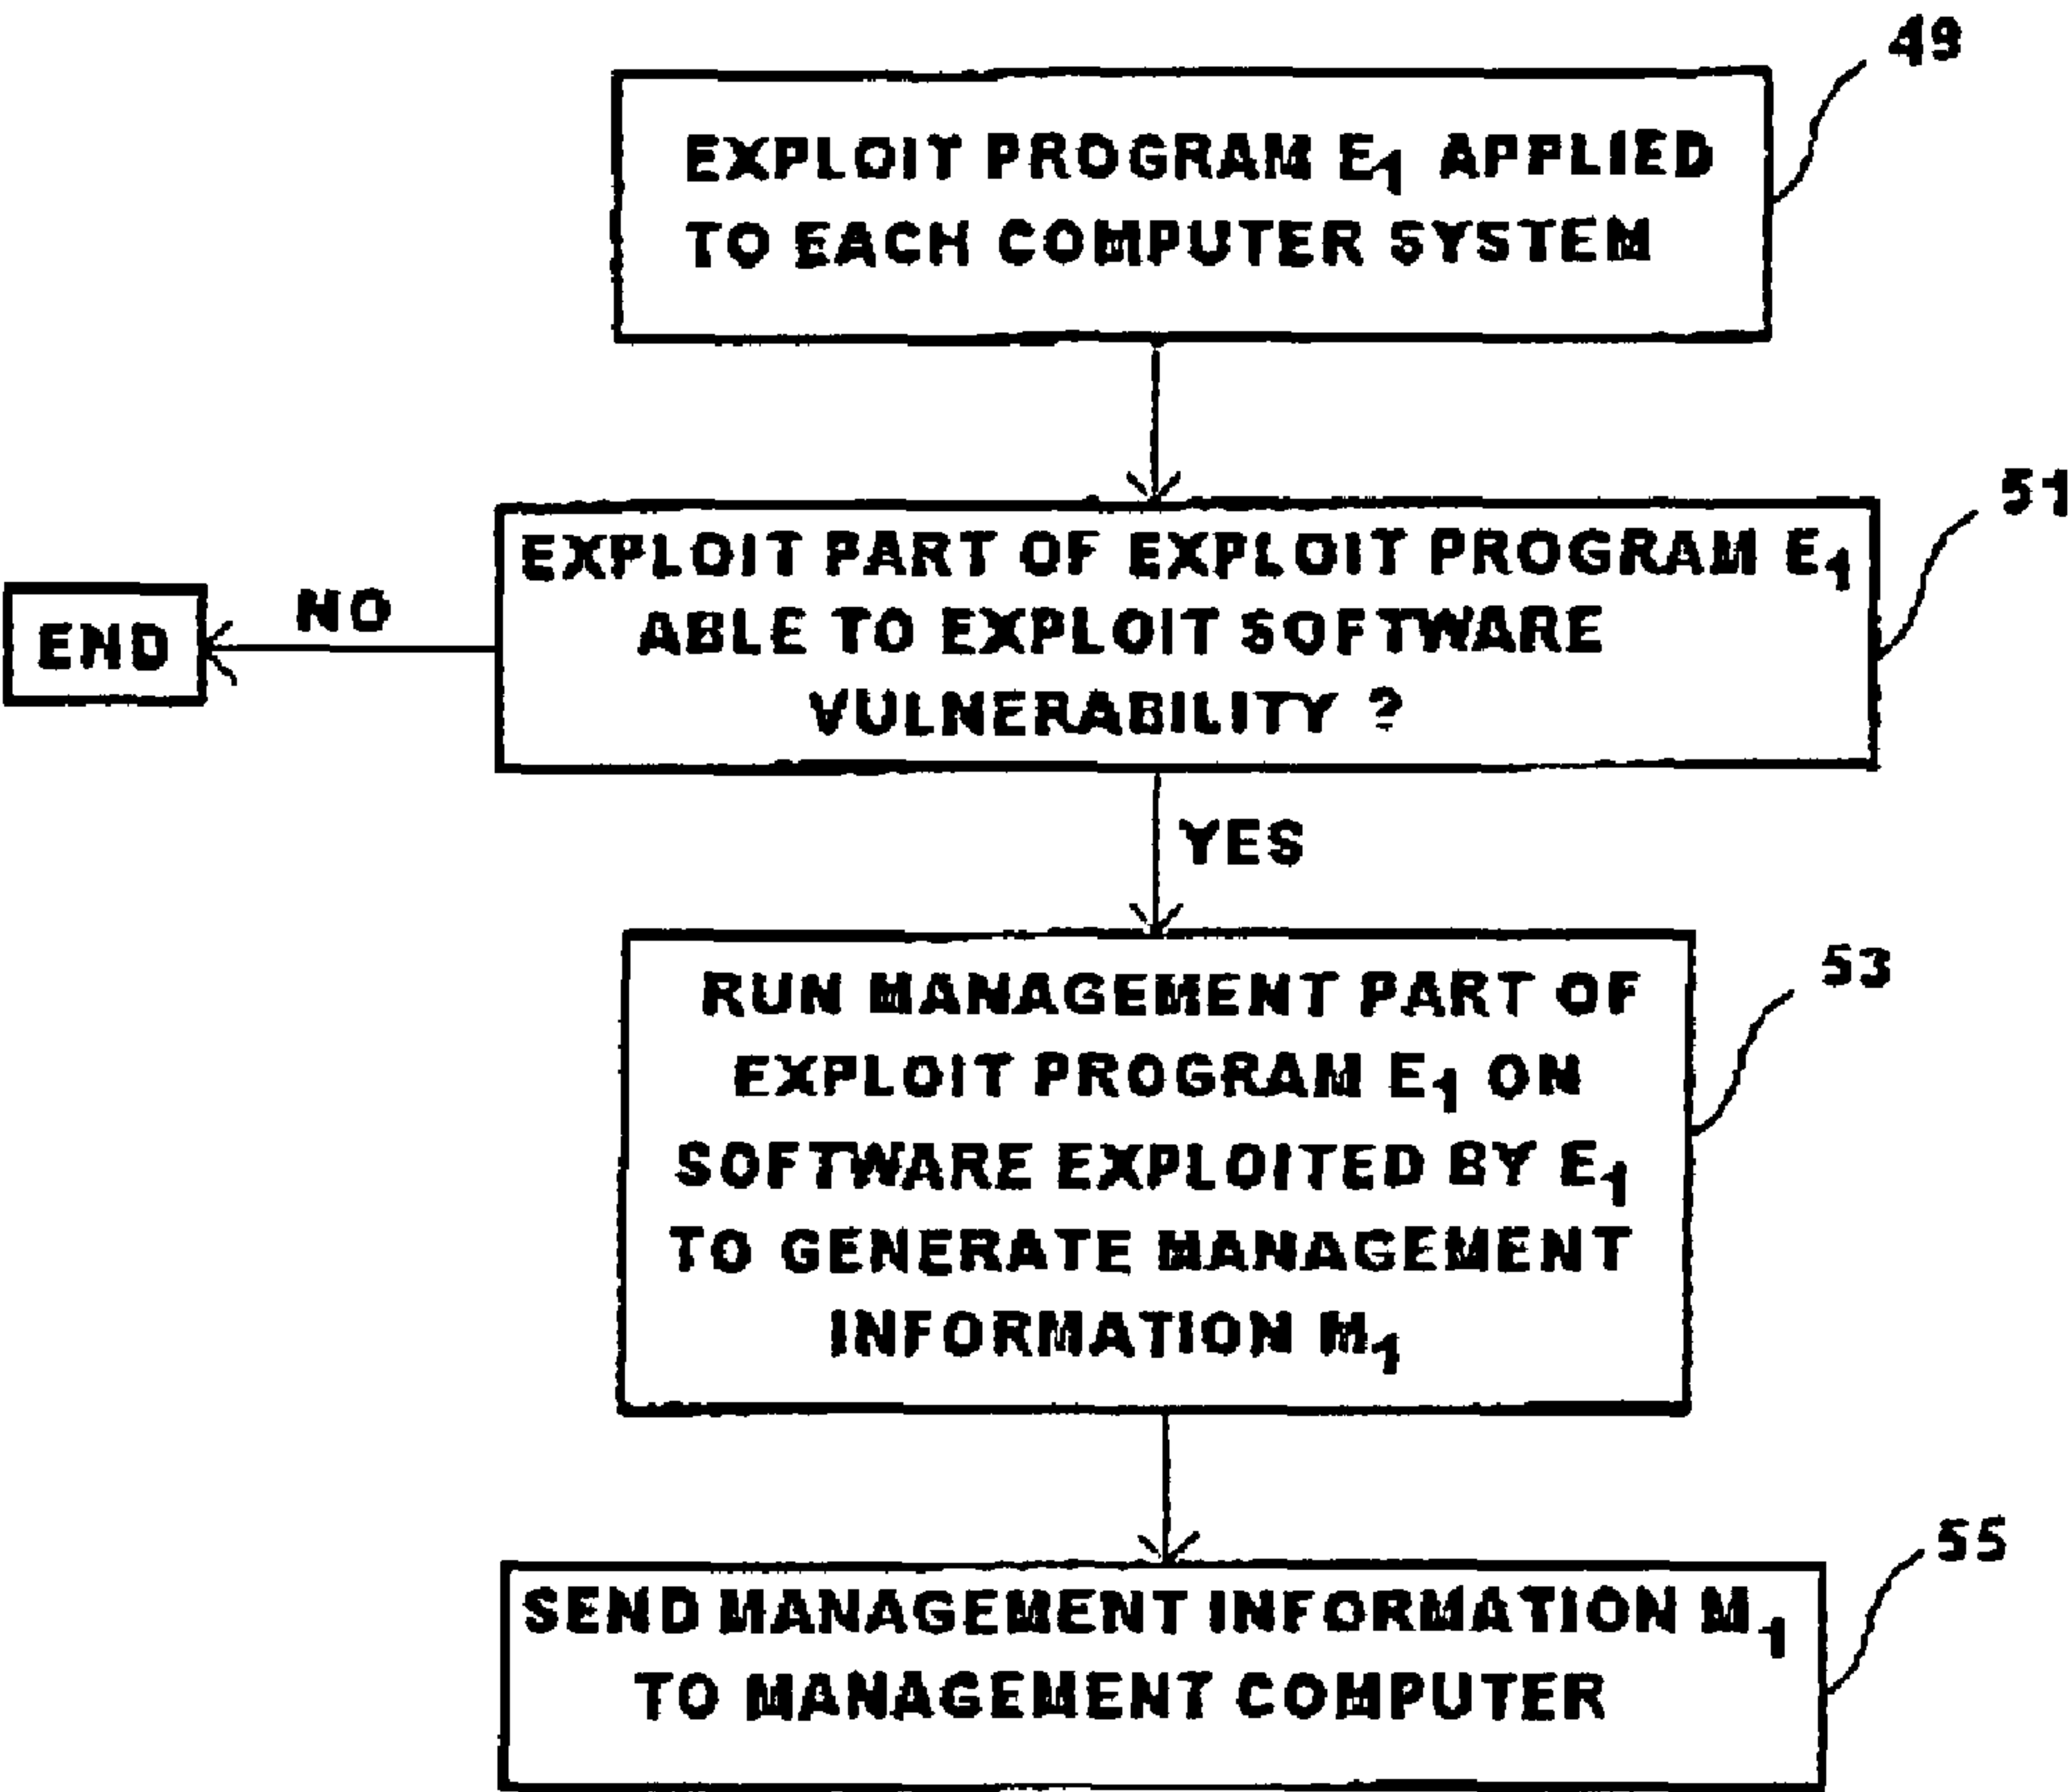 49
EXPLOIT PROGRAM E₁ APPLIED
TO EACH COMPUTER SYSTEM
51
EXPLOIT PART OF EXPLOIT PROGRAM E₁
ABLE TO EXPLOIT SOFTWARE
VULNERABILITY ?
NO
END
YES
53
RUN MANAGEMENT PART OF
EXPLOIT PROGRAM E₁ ON
SOFTWARE EXPLOITED BY E₁
TO GENERATE MANAGEMENT
INFORMATION M₁
55
SEND MANAGEMENT INFORMATION M₁
TO MANAGEMENT COMPUTER